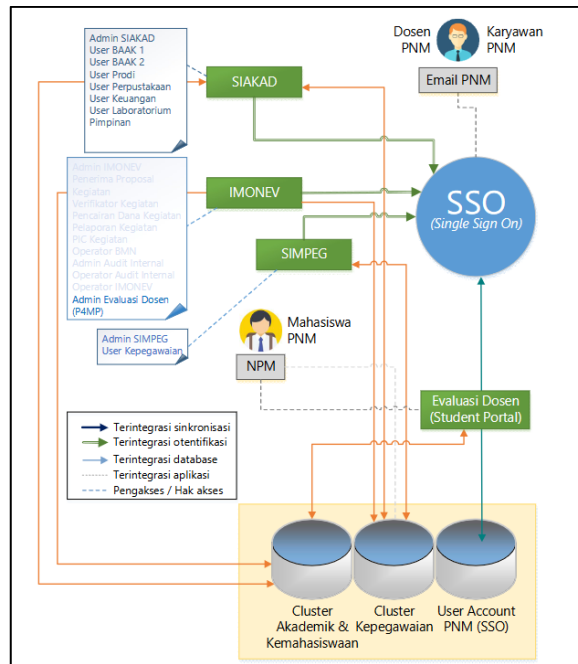 Dosen
PNM
Karyawan
PNM
Email PNM
Admin SIAKAD
User BAAK 1
User BAAK 2
User Prodi
User Perpustakaan
User Keuangan
User Laboratorium
Pimpinan
SIAKAD
Admin IMONEV
Penerima Proposal
Kegiatan
Verifikator Kegiatan
Pencairan Dana Kegiatan
Pelaporan Kegiatan
PIC Kegiatan
Operator BMN
Admin Audit Internal
Operator Audit Internal
Operator IMONEV
Admin Evaluasi Dosen
(P4MP)
IMONEV
SSO
(Single Sign On)
SIMPEG
Admin SIMPEG
User Kepegawaian
Mahasiswa
PNM
NPM
Evaluasi Dosen
(Student Portal)
Terintegrasi sinkronisasi
Terintegrasi otentifikasi
Terintegrasi database
Terintegrasi aplikasi
Pengakses / Hak akses
Cluster
Akademik &
Kemahasiswaan
Cluster
Kepegawaian
User Account
PNM (SSO)